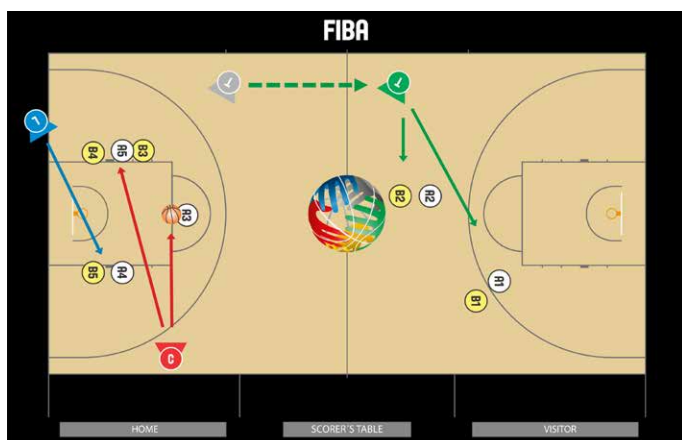 FIBA
T
T
L
B4
A5
B3
A3
B2
A2
B5
A4
A1
B1
C
HOME
SCORER'S TABLE
VISITOR